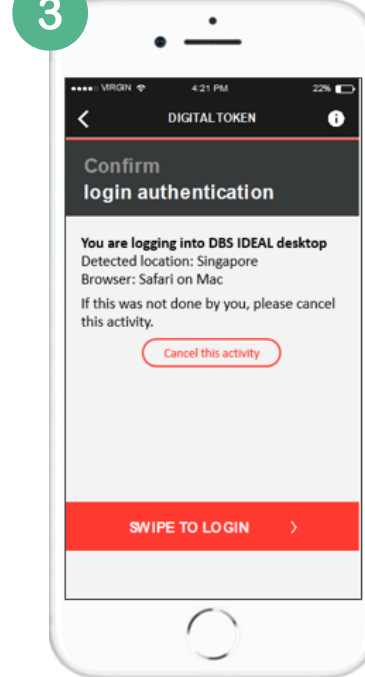 3
VIRGIN 4:21 PM 22%
DIGITAL TOKEN
Confirm
login authentication
You are logging into DBS IDEAL desktop
Detected location: Singapore
Browser: Safari on Mac
If this was not done by you, please cancel
this activity.
Cancel this activity
SWIPE TO LOGIN